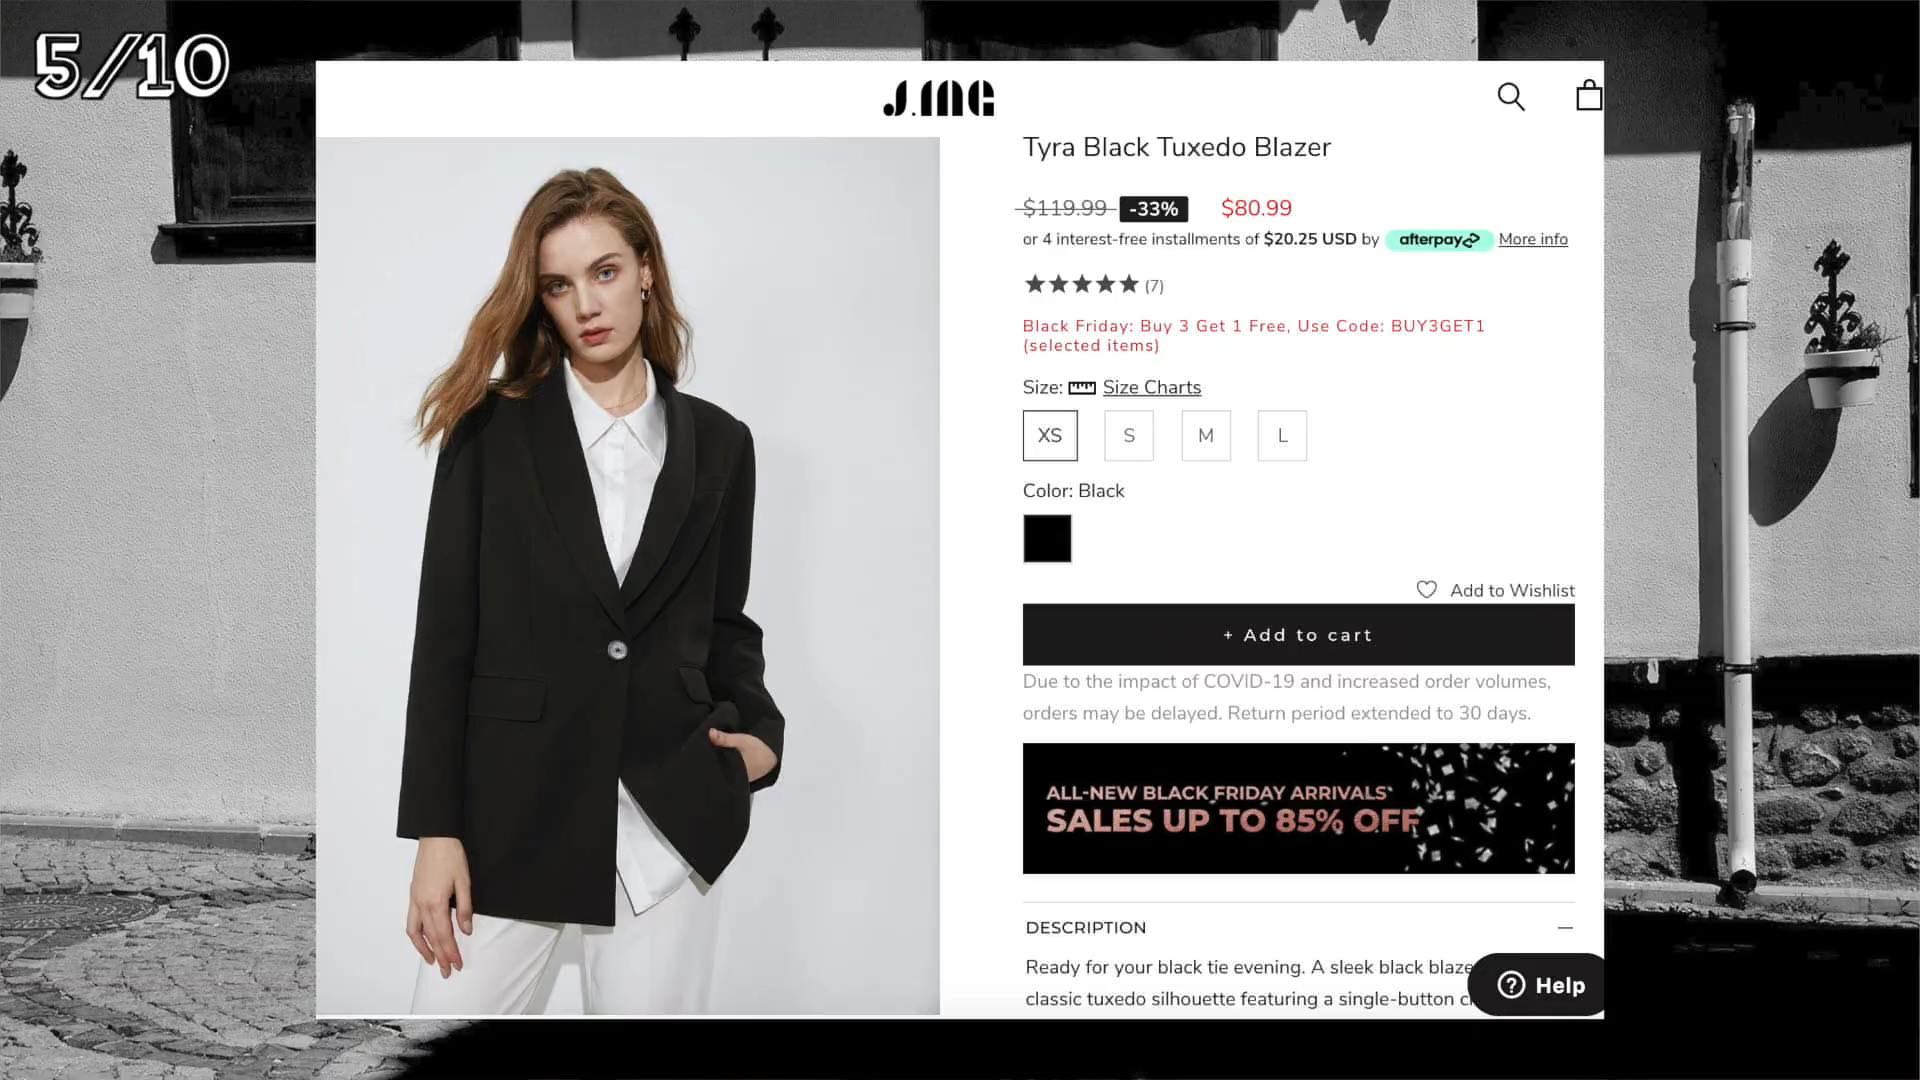 5/10
J.ING
Tyra Black Tuxedo Blazer
$119.99 -33% $80.99
or 4 interest-free installments of $20.25 USD by afterpay More info
(7)
Black Friday: Buy 3 Get 1 Free, Use Code: BUY3GET1
(selected items)
Size: Size Charts
XS S M L
Color: Black
Add to Wishlist
+ Add to cart
Due to the impact of COVID-19 and increased order volumes,
orders may be delayed. Return period extended to 30 days.
ALL-NEW BLACK FRIDAY ARRIVALS
SALES UP TO 85% OFF
DESCRIPTION
Ready for your black tie evening. A sleek black
classic tuxedo silhouette featuring a single-button
? Help